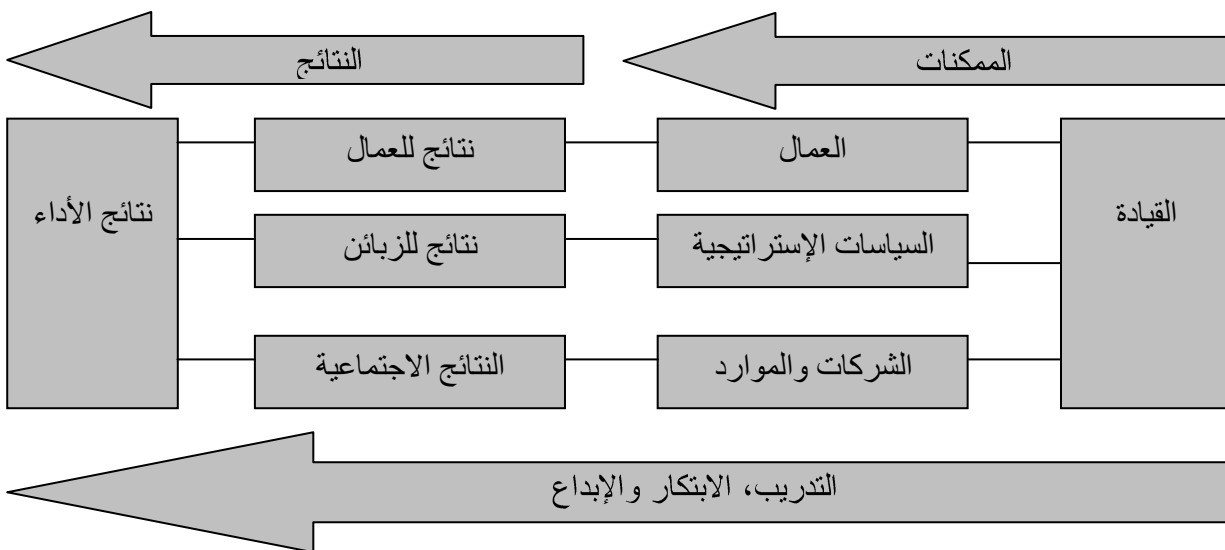 الممكنات
النتائج
القيادة
العمال
نتائج للعمال
نتائج الأداء
السياسات الإستراتيجية
نتائج للزبائن
الشركات والموارد
النتائج الاجتماعية
التدريب، الابتكار والإبداع